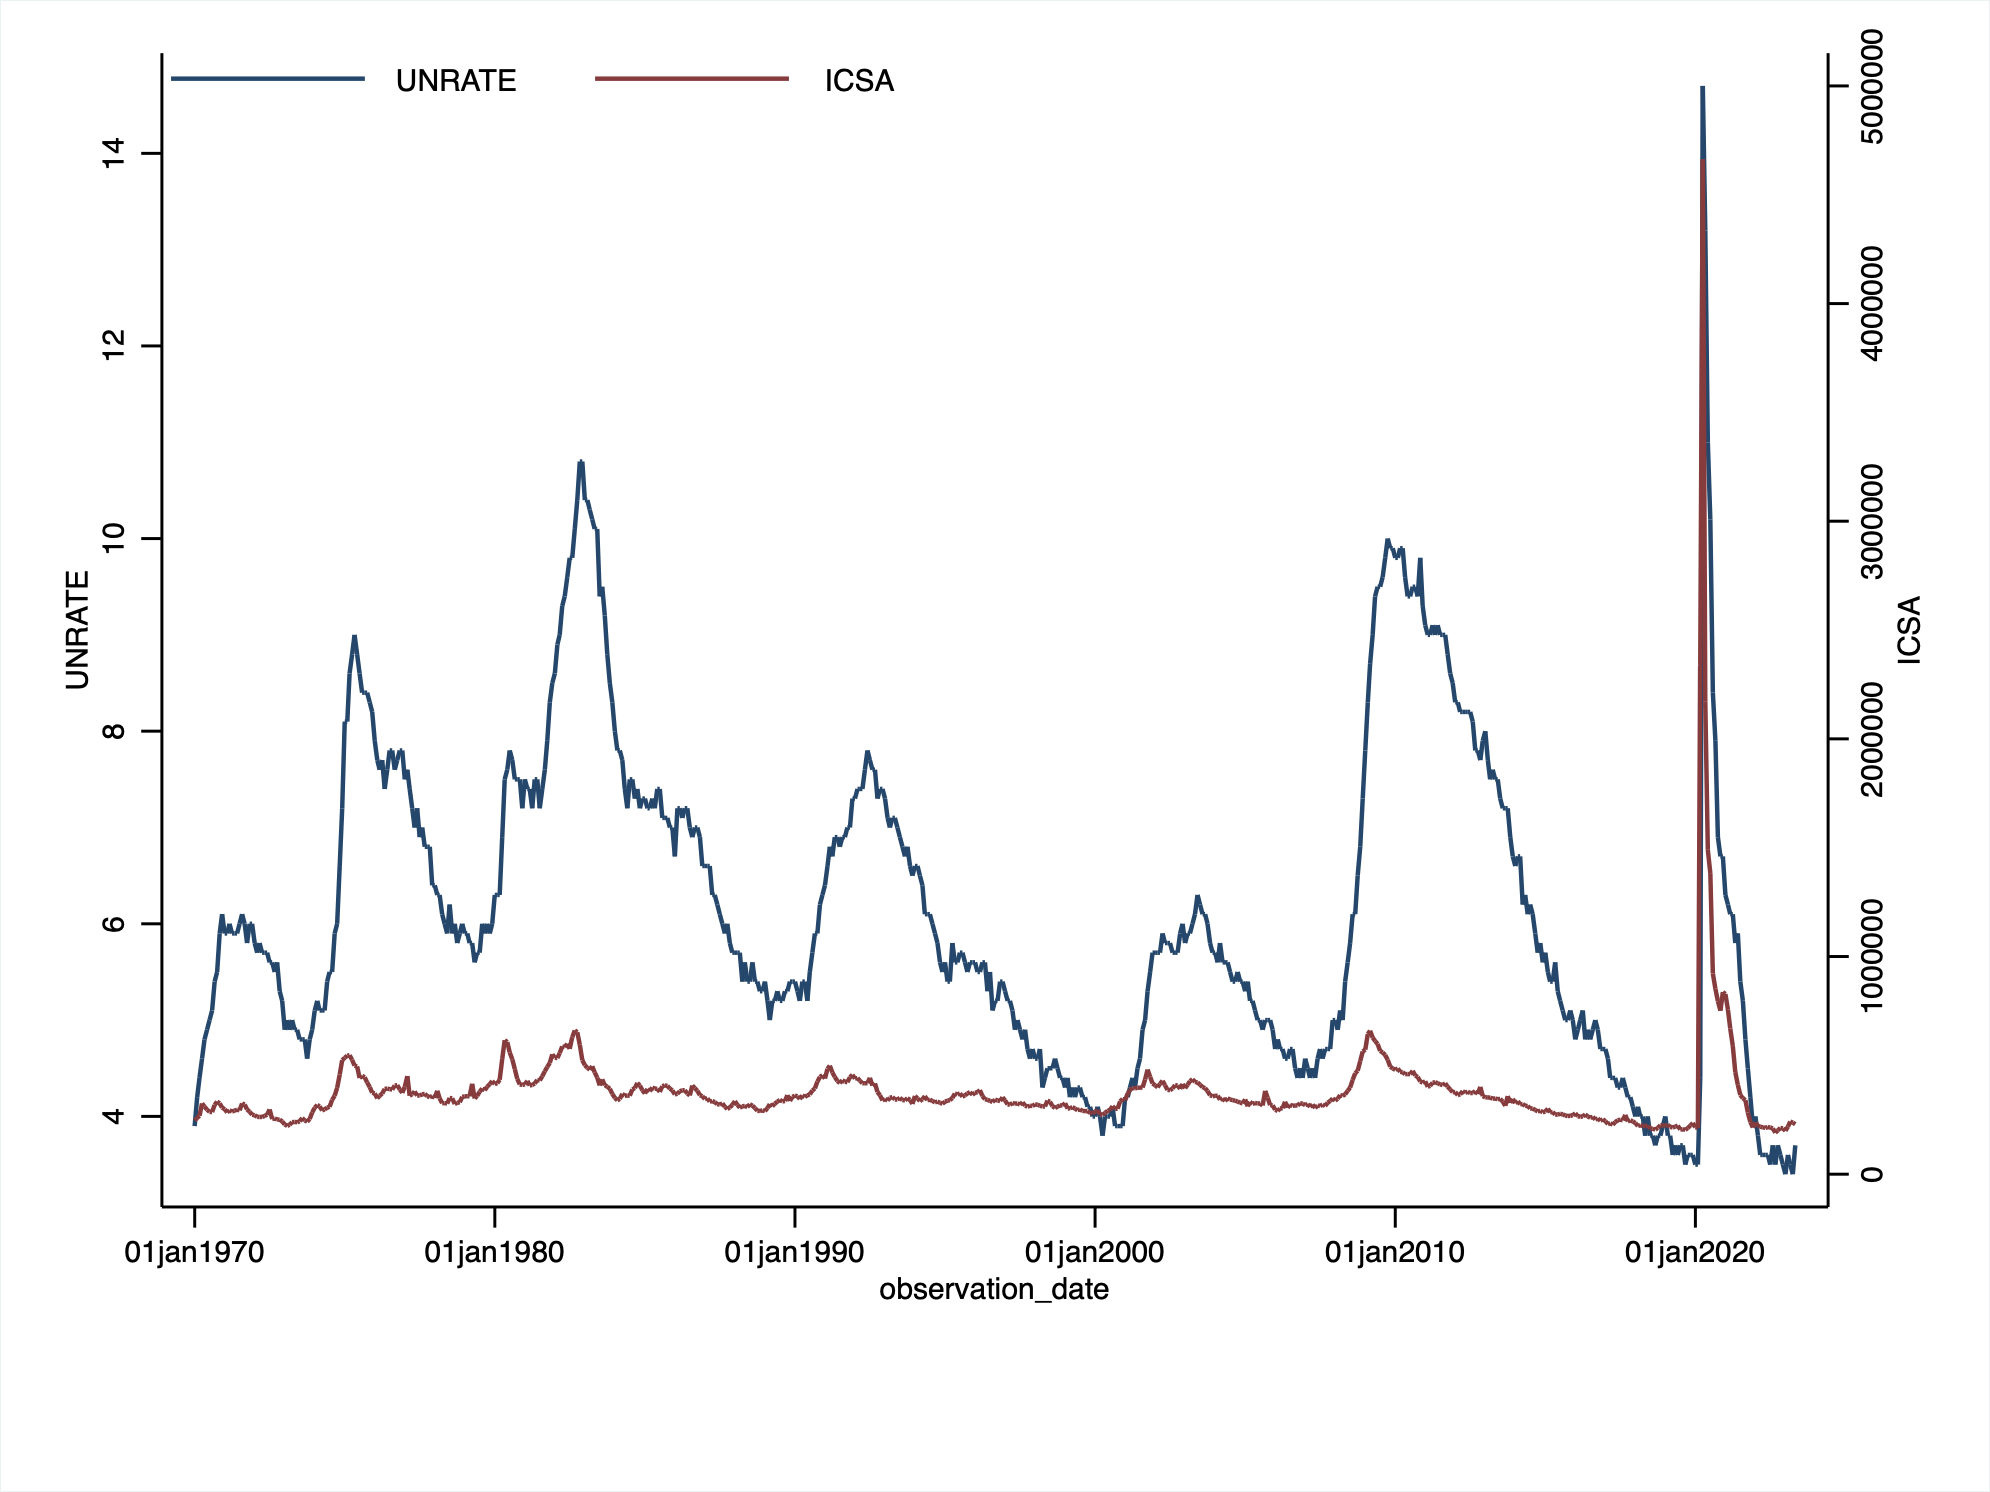 UNRATE ICSA
14
12
10
8
6
4
UNRATE
5000000
4000000
3000000
2000000
1000000
0
ICSA
01jan1970 01jan1980 01jan1990 01jan2000 01jan2010 01jan2020
observation_date